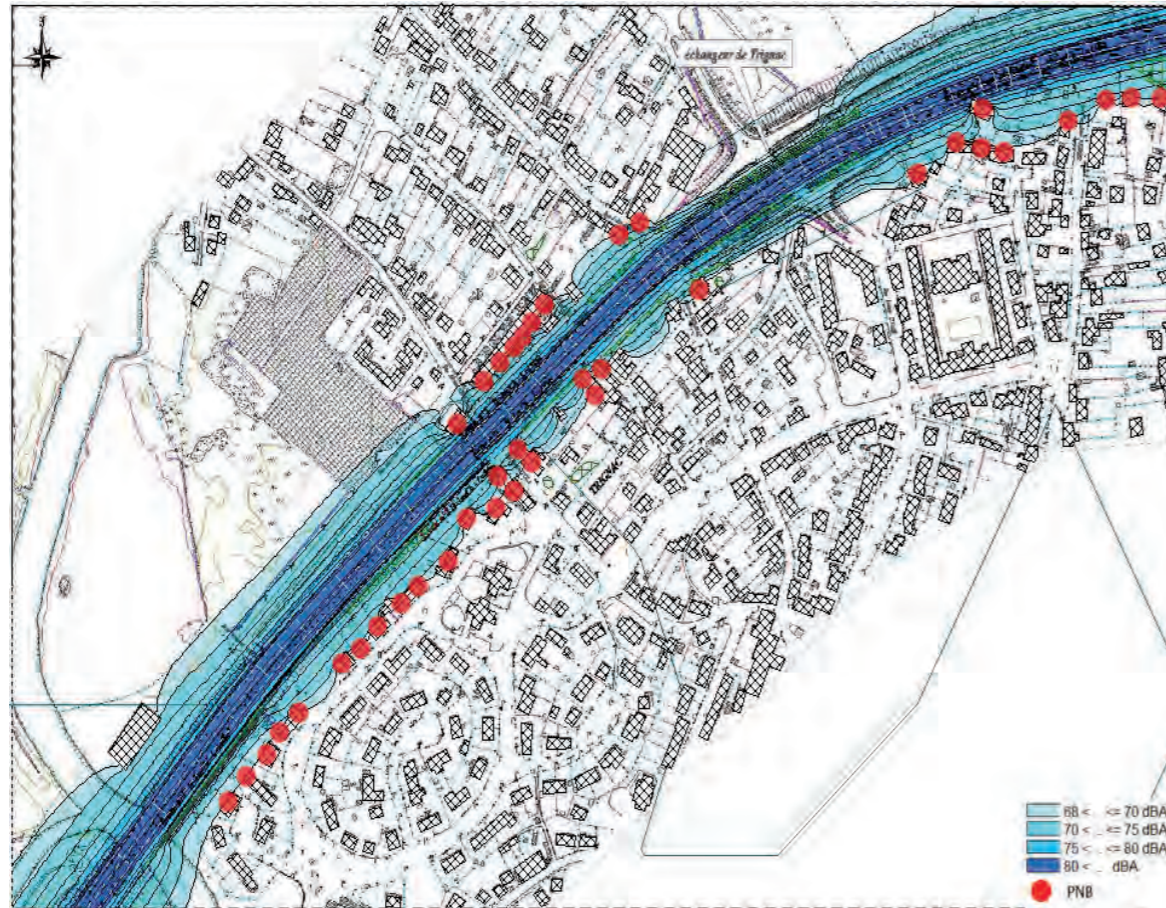 échangeur de Trignac
68 < .. <= 70 dBA
70 < .. <= 75 dBA
75 < .. <= 80 dBA
80 < .. dBA
PNB